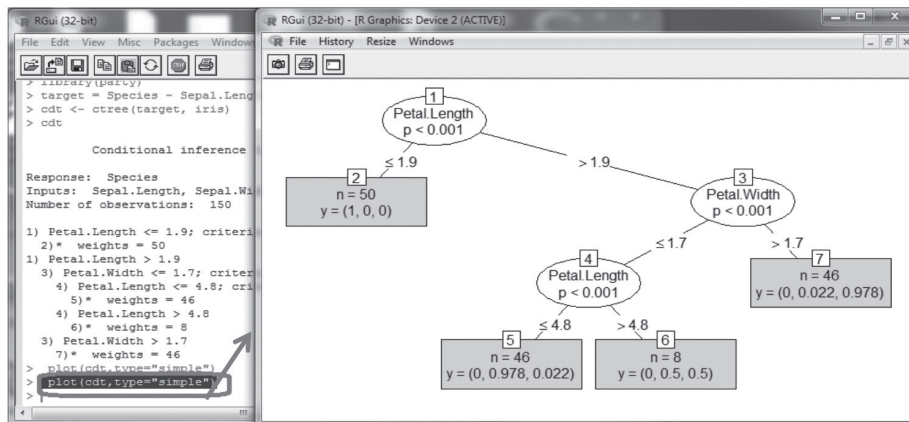 RGui (32-bit)
File Edit View Misc Packages Windows
> library(party)
> target = Species ~ Sepal.Leng
> cdt <- ctree(target, iris)
> cdt
Conditional inference
Response: Species
Inputs: Sepal.Length, Sepal.Wi
Number of observations: 150
1) Petal.Length <= 1.9; criteri
2)* weights = 50
1) Petal.Length > 1.9
3) Petal.Width <= 1.7; criter
4) Petal.Length <= 4.8; cri
5)* weights = 46
4) Petal.Length > 4.8
6)* weights = 8
3) Petal.Width > 1.7
7)* weights = 46
> plot(cdt,type="simple")
> plot(cdt,type="simple")
>
RGui (32-bit) - [R Graphics: Device 2 (ACTIVE)]
File History Resize Windows
1
Petal.Length
p < 0.001
≤ 1.9
> 1.9
2
n = 50
y = (1, 0, 0)
3
Petal.Width
p < 0.001
≤ 1.7
> 1.7
4
Petal.Length
p < 0.001
7
n = 46
y = (0, 0.022, 0.978)
≤ 4.8
> 4.8
5
n = 46
y = (0, 0.978, 0.022)
6
n = 8
y = (0, 0.5, 0.5)